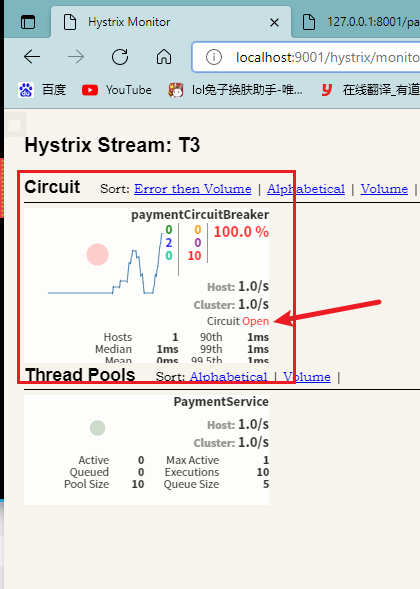 Hystrix Monitor
127.0.0.1:8001/pa
localhost:9001/hystrix/monito
百度 YouTube lol兔子换肤助手-唯... 在线翻译_有道
Hystrix Stream: T3
Circuit Sort: Error then Volume | Alphabetical | Volume |
paymentCircuitBreaker
0 0 100.0 %
2 0
0 10
Host: 1.0/s
Cluster: 1.0/s
Circuit Open
Hosts 1 90th 1ms
Median 1ms 99th 1ms
Mean 0ms 99.5th 1ms
Thread Pools Sort: Alphabetical | Volume |
PaymentService
Host: 1.0/s
Cluster: 1.0/s
Active 0 Max Active 1
Queued 0 Executions 10
Pool Size 10 Queue Size 5